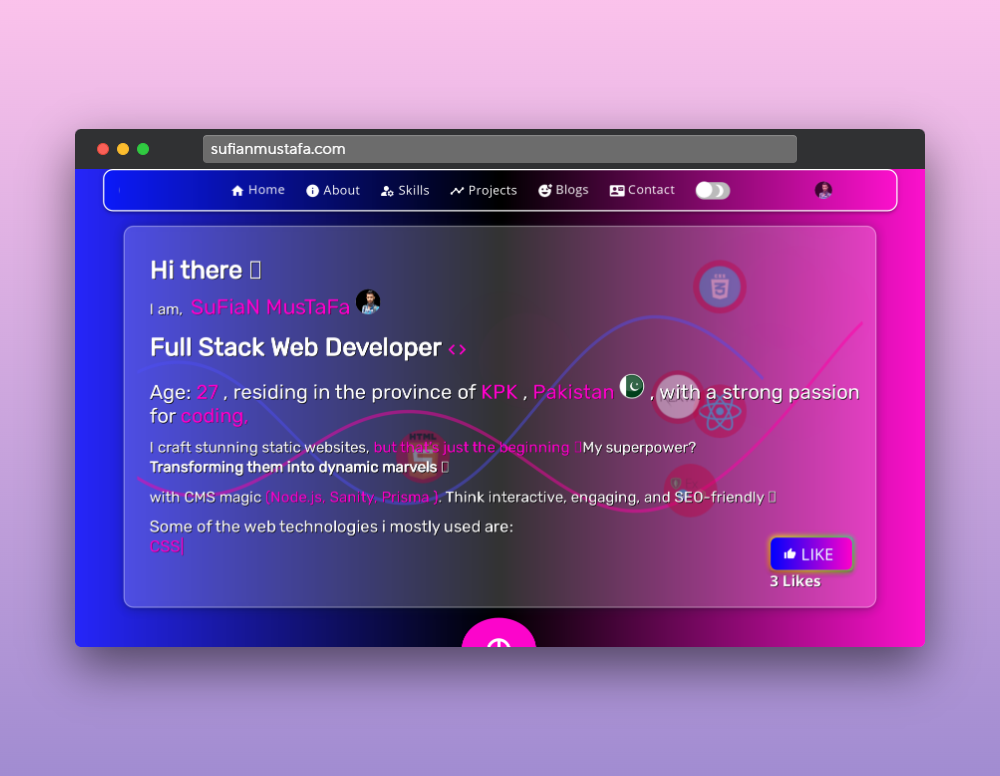 sufianmustafa.com
Home About Skills Projects Blogs Contact
Hi there
I am, SuFiaN MusTaFa
Full Stack Web Developer <>
Age: 27 , residing in the province of KPK , Pakistan , with a strong passion
for coding.
I craft stunning static websites, but that's just the beginning. My superpower?
Transforming them into dynamic marvels
with CMS magic (Node.js, Sanity, Prisma ). Think interactive, engaging, and SEO-friendly
Some of the web technologies i mostly used are:
CSS|
HTML
LIKE
3 Likes